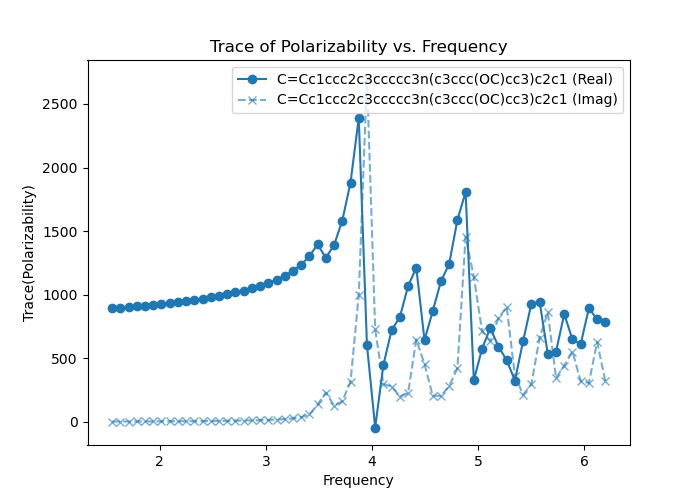 Trace of Polarizability vs. Frequency
C=Cc1ccc2c3ccccc3n(c3ccc(OC)cc3)c2c1 (Real)
C=Cc1ccc2c3ccccc3n(c3ccc(OC)cc3)c2c1 (Imag)
Trace(Polarizability)
2500
2000
1500
1000
500
0
2 3 4 5 6
Frequency